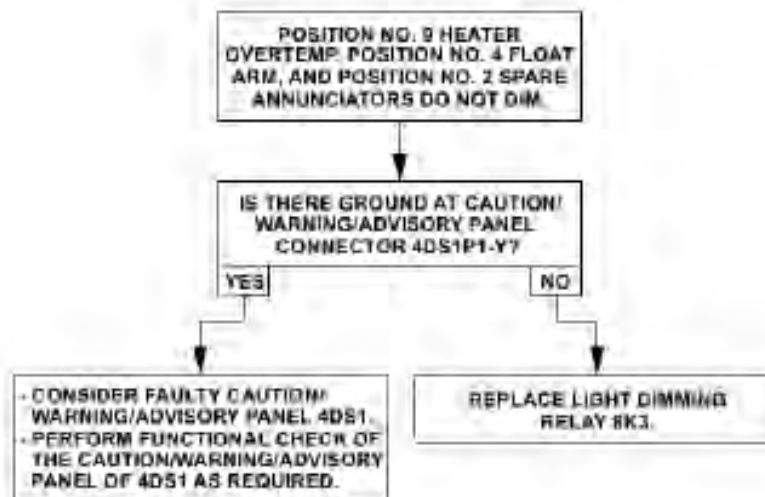 POSITION NO. 9 HEATER
OVERTEMP, POSITION NO. 4 FLOAT
ARM, AND POSITION NO. 2 SPARE
ANNUNCIATORS DO NOT DIM.
IS THERE GROUND AT CAUTION/
WARNING/ADVISORY PANEL
CONNECTOR 4DS1P1-Y?
YES
NO
- CONSIDER FAULTY CAUTION/
WARNING/ADVISORY PANEL 4DS1.
- PERFORM FUNCTIONAL CHECK OF
THE CAUTION/WARNING/ADVISORY
PANEL OF 4DS1 AS REQUIRED.
REPLACE LIGHT DIMMING
RELAY